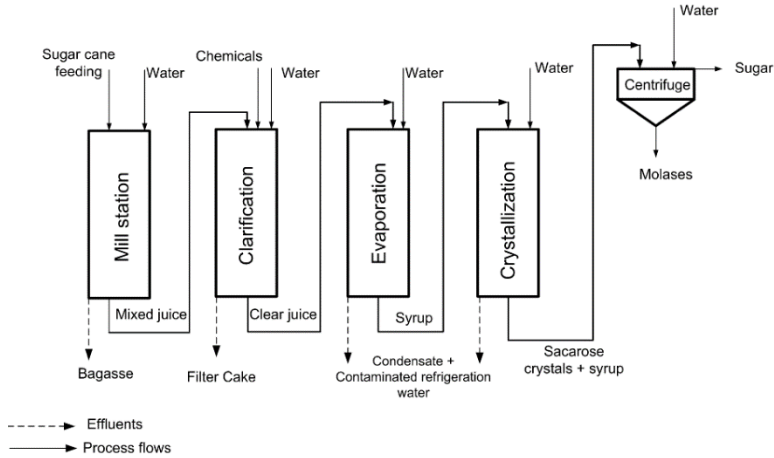 Water
Sugar
Centrifuge
Molases
Sugar cane
feeding
Water
Chemicals
Water
Water
Water
Mill station
Clarification
Evaporation
Crystallization
Mixed juice
Clear juice
Syrup
Sacarose
crystals + syrup
Bagasse
Filter Cake
Condensate +
Contaminated refrigeration
water
Effluents
Process flows